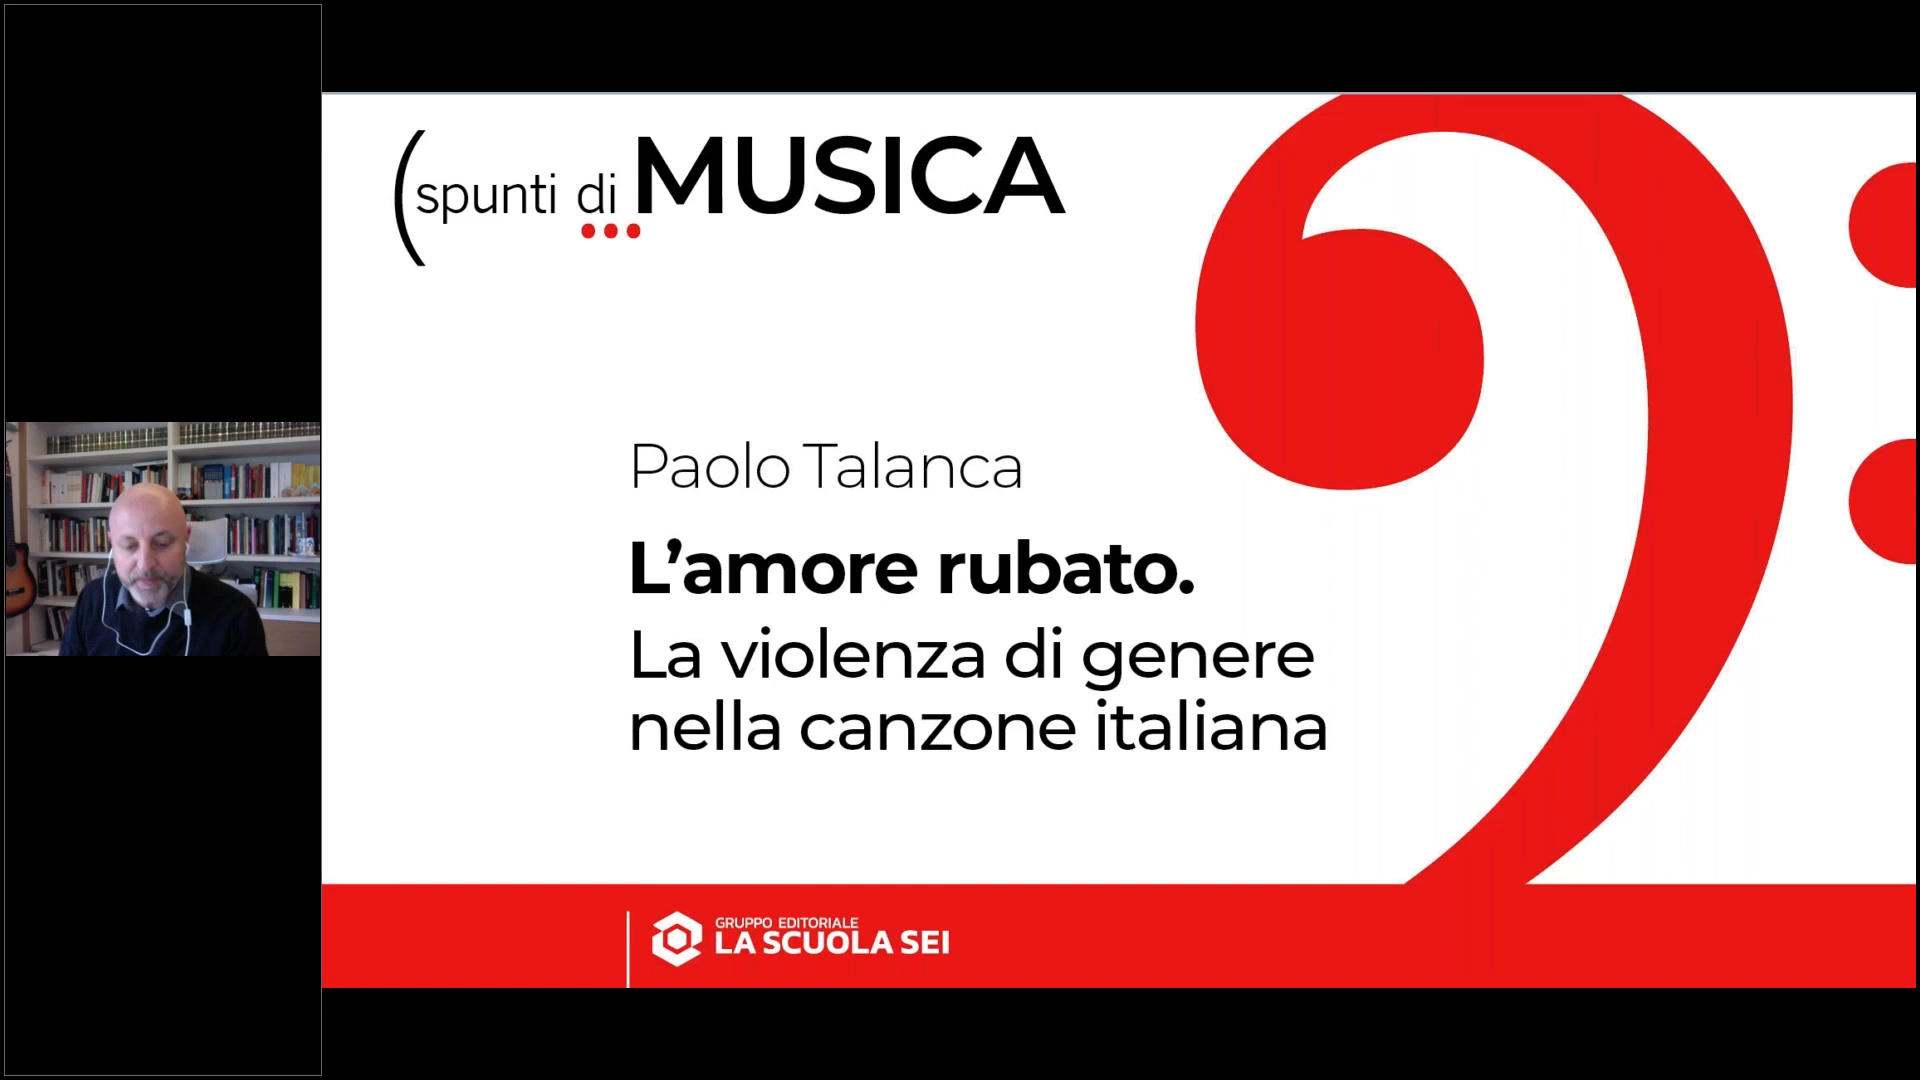 (spunti di MUSICA
Paolo Talanca
L’amore rubato.
La violenza di genere
nella canzone italiana
GRUPPO EDITORIALE
LA SCUOLA SEI